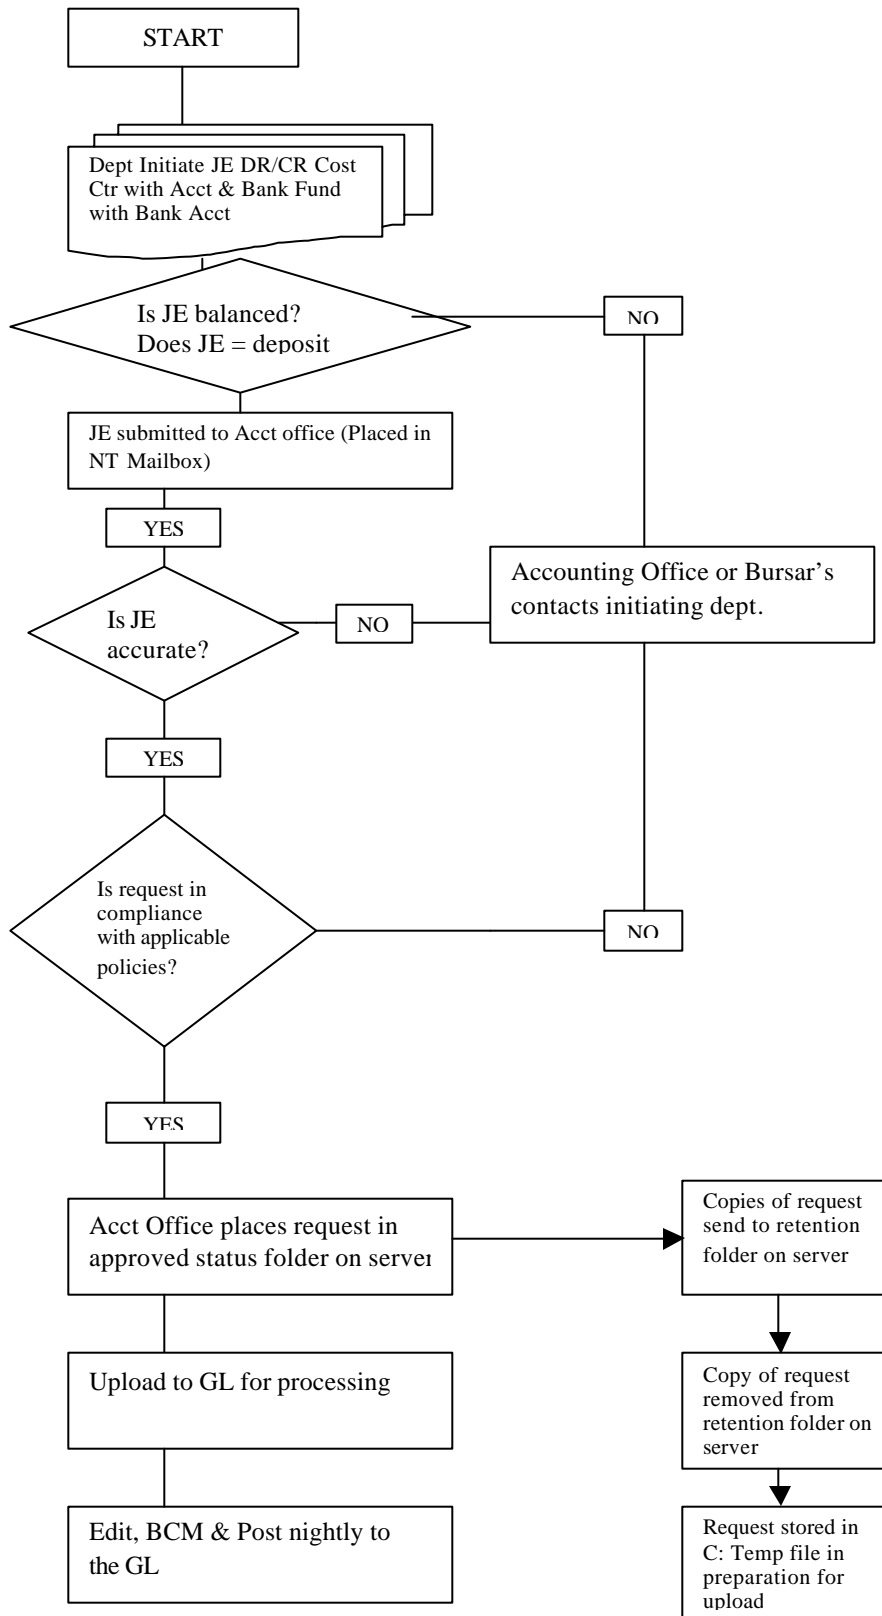 START
Dept Initiate JE DR/CR Cost
Ctr with Acct & Bank Fund
with Bank Acct
Is JE balanced?
Does JE = deposit
NO
JE submitted to Acct office (Placed in
NT Mailbox)
YES
Accounting Office or Bursar’s
contacts initiating dept.
Is JE
accurate?
NO
YES
Is request in
compliance
with applicable
policies?
NO
YES
Acct Office places request in
approved status folder on server
Copies of request
send to retention
folder on server
Upload to GL for processing
Copy of request
removed from
retention folder on
server
Edit, BCM & Post nightly to
the GL
Request stored in
C: Temp file in
preparation for
upload